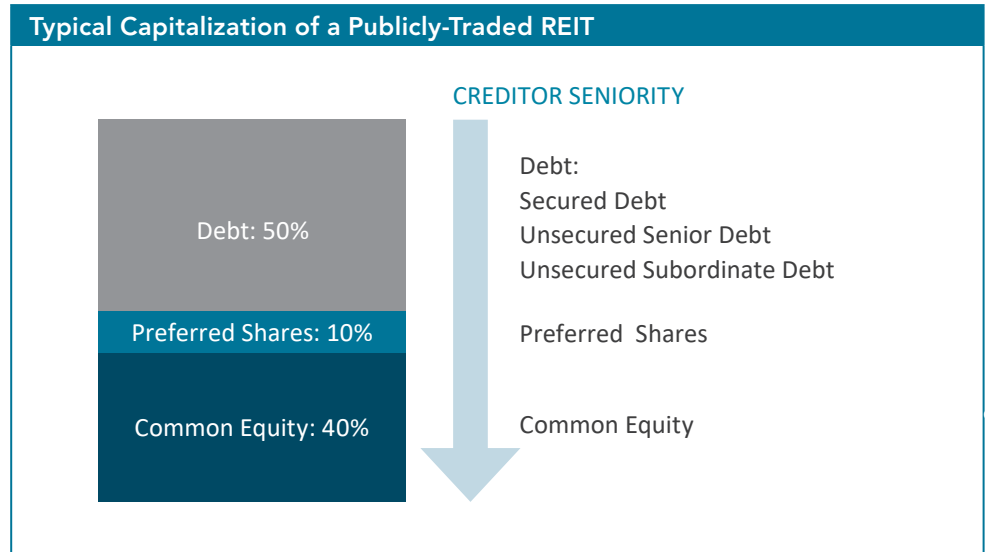 Typical Capitalization of a Publicly-Traded REIT
CREDITOR SENIORITY
Debt: 50%
Preferred Shares: 10%
Common Equity: 40%
Debt:
Secured Debt
Unsecured Senior Debt
Unsecured Subordinate Debt
Preferred Shares
Common Equity